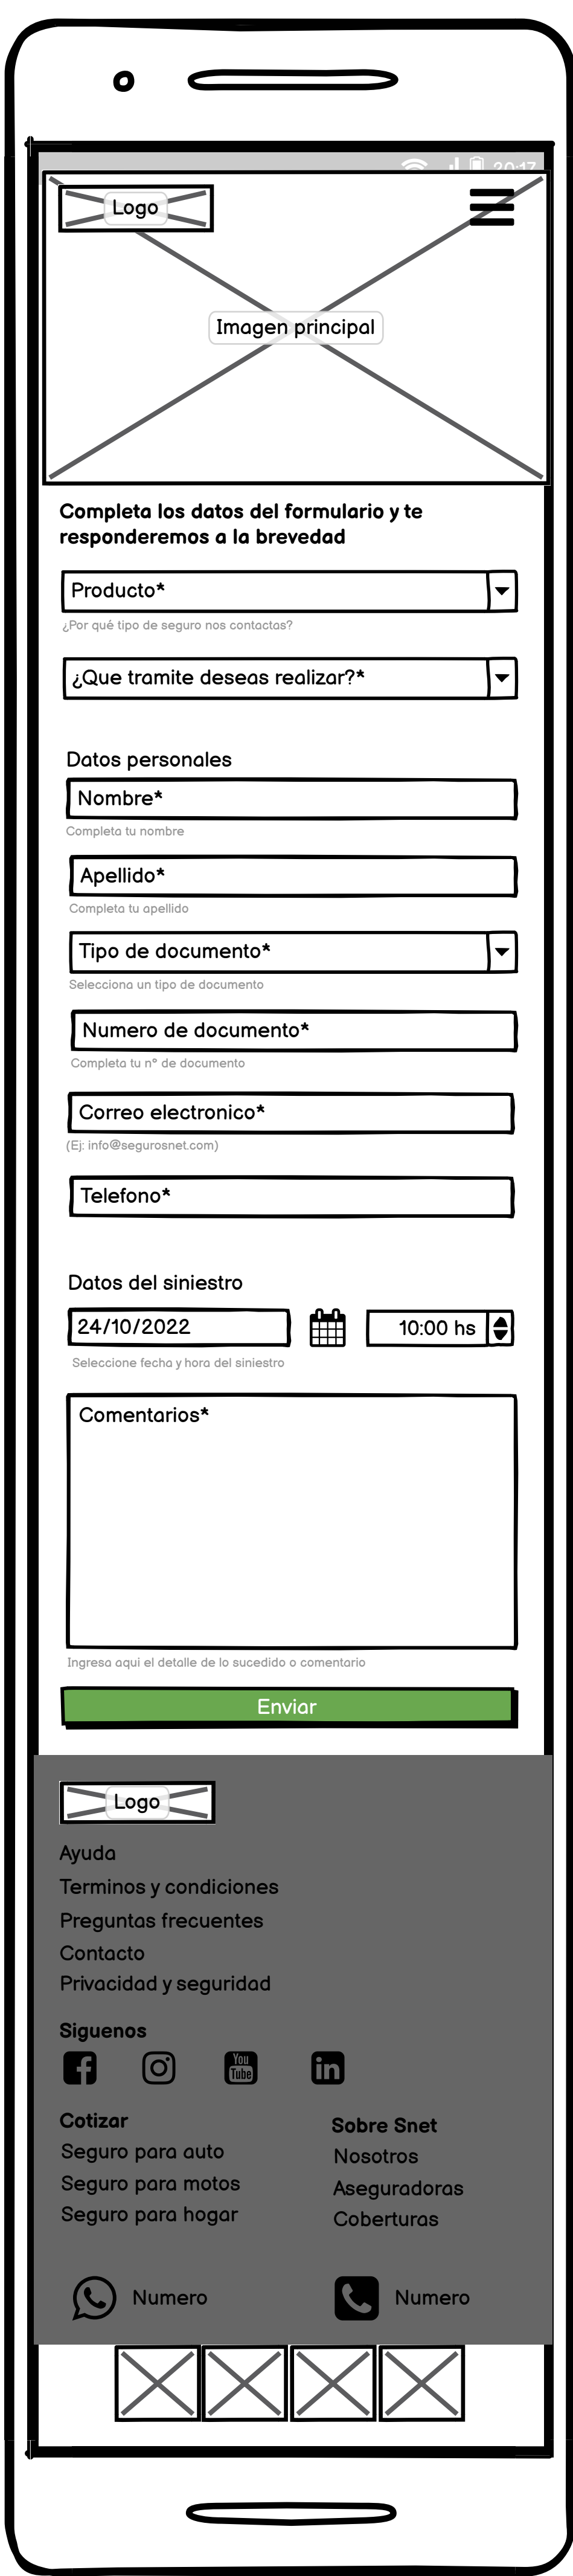 20:17
Logo
Imagen principal
Completa los datos del formulario y te
responderemos a la brevedad
Producto*
¿Por qué tipo de seguro nos contactas?
¿Que tramite deseas realizar?*
Datos personales
Nombre*
Completa tu nombre
Apellido*
Completa tu apellido
Tipo de documento*
Selecciona un tipo de documento
Numero de documento*
Completa tu n° de documento
Correo electronico*
(Ej: info@segurosnet.com)
Telefono*
Datos del siniestro
24/10/2022 10:00 hs
Seleccione fecha y hora del siniestro
Comentarios*
Ingresa aqui el detalle de lo sucedido o comentario
Enviar
Logo
Ayuda
Terminos y condiciones
Preguntas frecuentes
Contacto
Privacidad y seguridad
Siguenos
You
Tube
in
Cotizar
Seguro para auto
Seguro para motos
Seguro para hogar
Sobre Snet
Nosotros
Aseguradoras
Coberturas
Numero
Numero